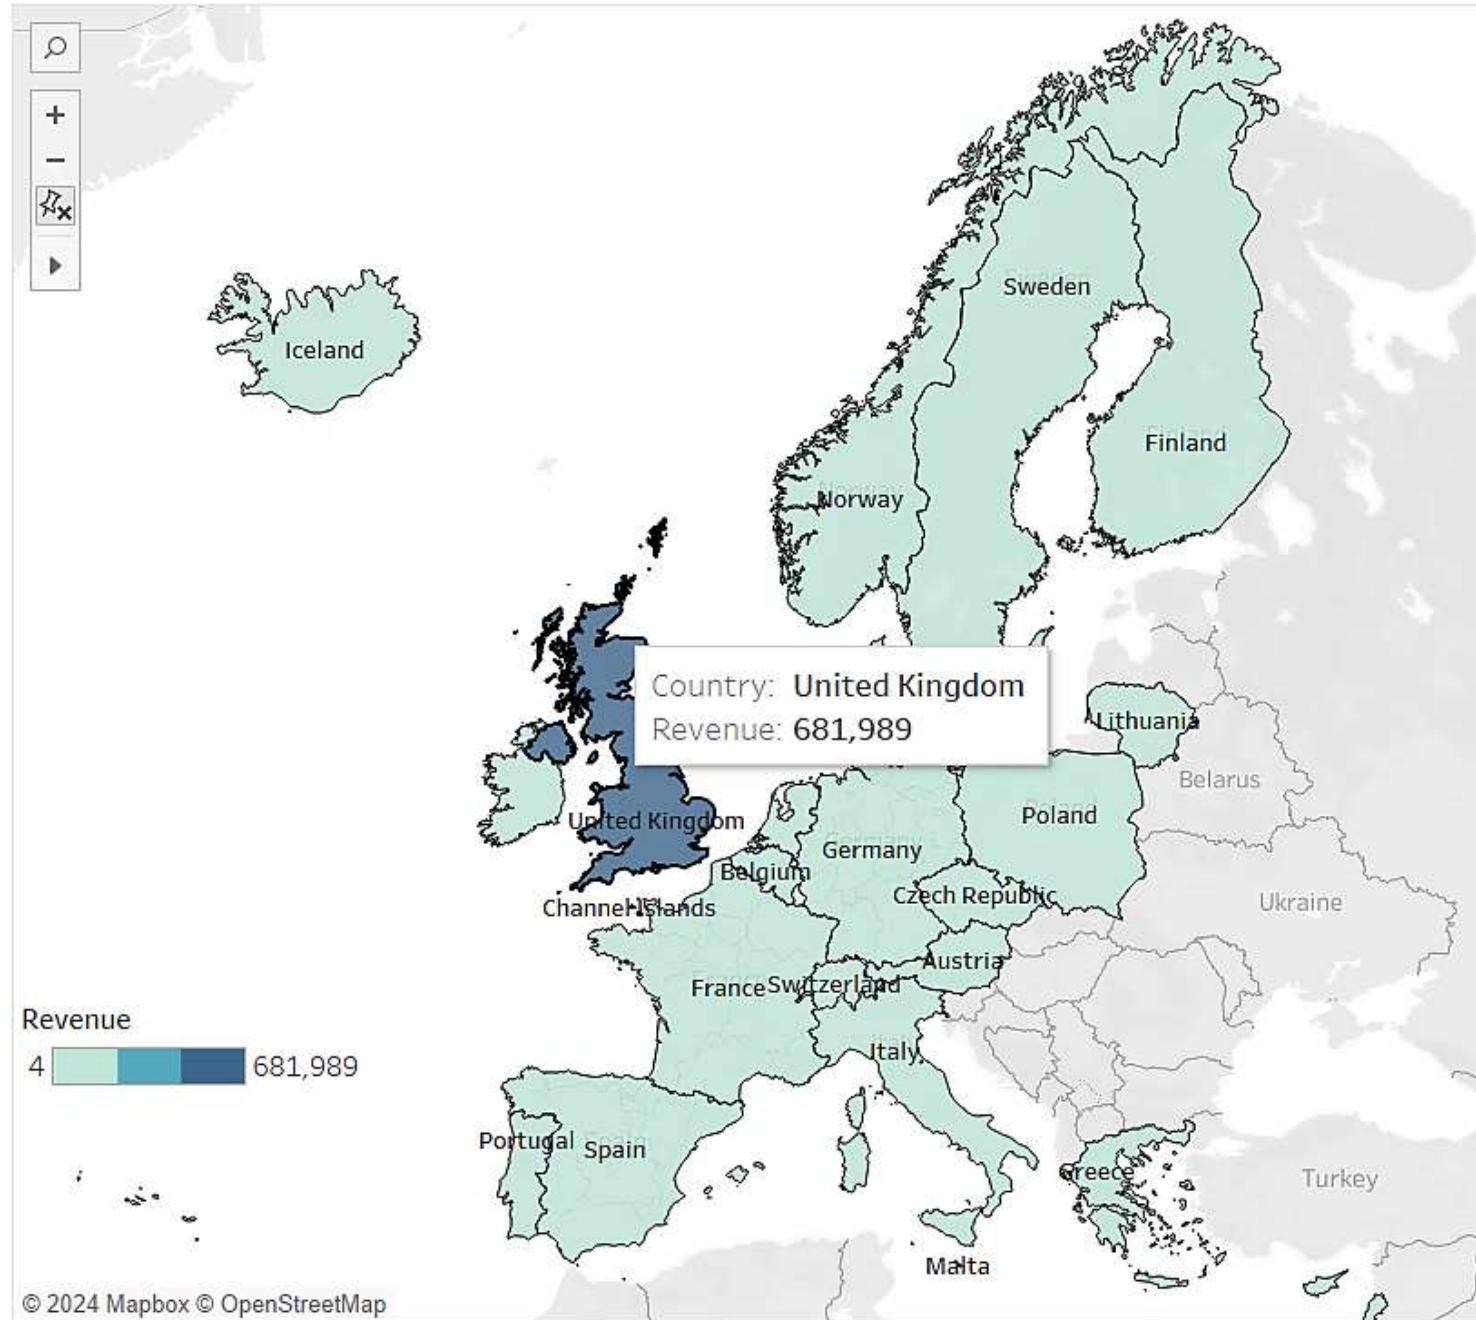 +
−
Iceland
Sweden
Finland
Norway
Country: United Kingdom
Revenue: 681,989
Lithuania
Belarus
United Kingdom
Poland
Germany
Belgium
Czech Republic
Ukraine
Channel Islands
Austria
France
Switzerland
Revenue
Italy
4
681,989
Portugal
Spain
Greece
Turkey
Malta
© 2024 Mapbox © OpenStreetMap